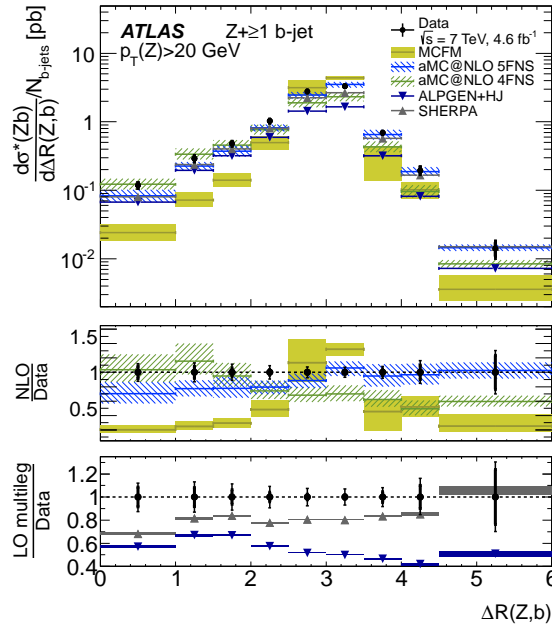 ATLAS Z+≥1 b-jet
p_T(Z)>20 GeV
Data
√s = 7 TeV, 4.6 fb⁻¹
MCFM
aMC@NLO 5FNS
aMC@NLO 4FNS
ALPGEN+HJ
SHERPA
dσ*(Zb)/dΔR(Z,b)/N_b-jets [pb]
10
1
10⁻¹
10⁻²
NLO/Data
1.5
1
0.5
LO multileg/Data
1.2
1
0.8
0.6
0.4
0 1 2 3 4 5 6
ΔR(Z,b)